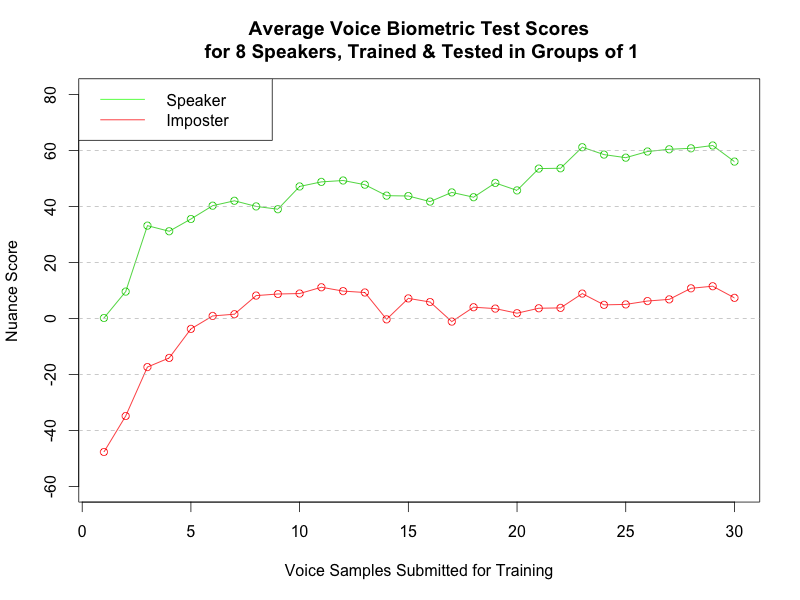 Average Voice Biometric Test Scores
for 8 Speakers, Trained & Tested in Groups of 1
Speaker
Imposter
Nuance Score
80
60
40
20
0
-20
-40
-60
0 5 10 15 20 25 30
Voice Samples Submitted for Training